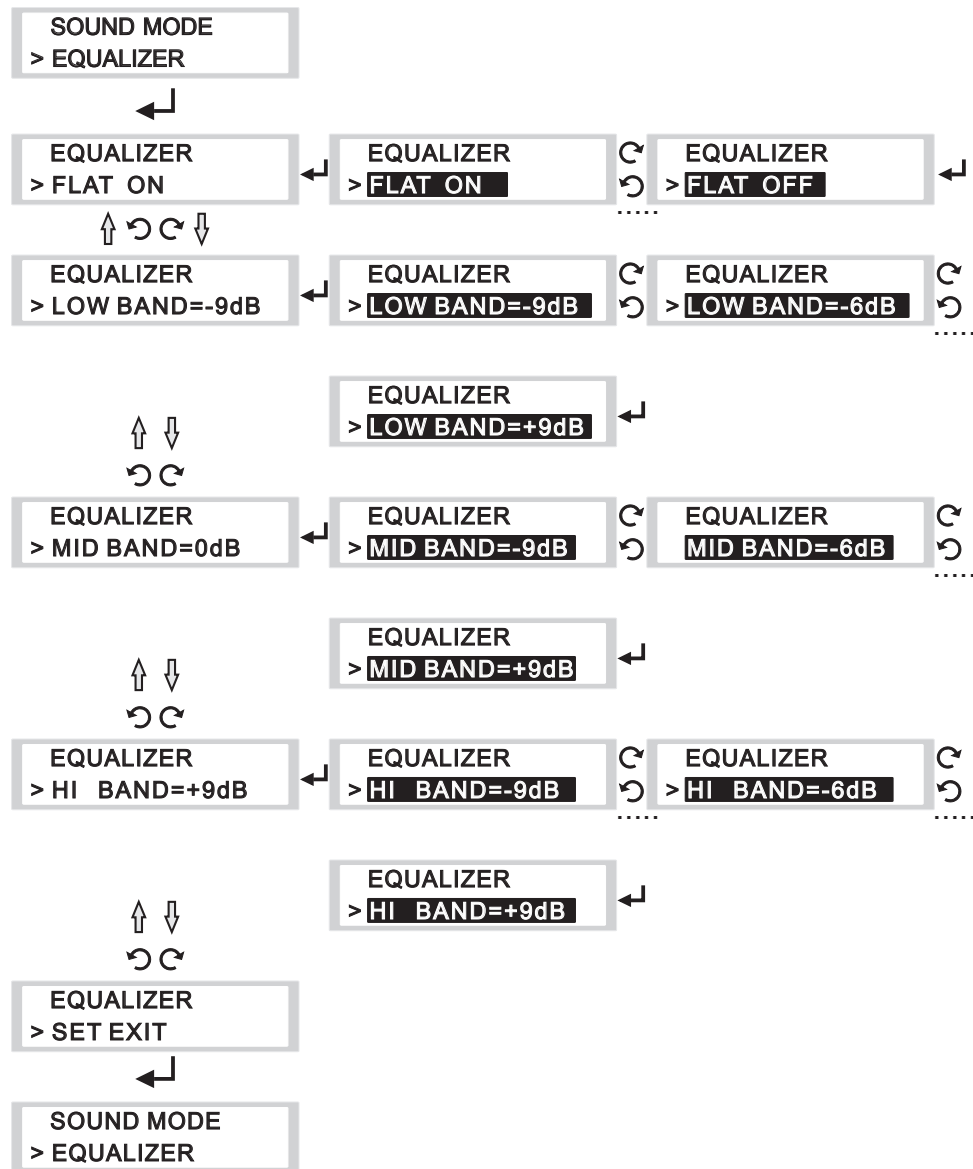 SOUND MODE
> EQUALIZER
EQUALIZER
> FLAT ON
EQUALIZER
> FLAT ON
EQUALIZER
> FLAT OFF
EQUALIZER
> LOW BAND=-9dB
EQUALIZER
> LOW BAND=-9dB
EQUALIZER
> LOW BAND=-6dB
EQUALIZER
> LOW BAND=+9dB
EQUALIZER
> MID BAND=0dB
EQUALIZER
> MID BAND=-9dB
EQUALIZER
MID BAND=-6dB
EQUALIZER
> MID BAND=+9dB
EQUALIZER
> HI BAND=+9dB
EQUALIZER
> HI BAND=-9dB
EQUALIZER
> HI BAND=-6dB
EQUALIZER
> HI BAND=+9dB
EQUALIZER
> SET EXIT
SOUND MODE
> EQUALIZER